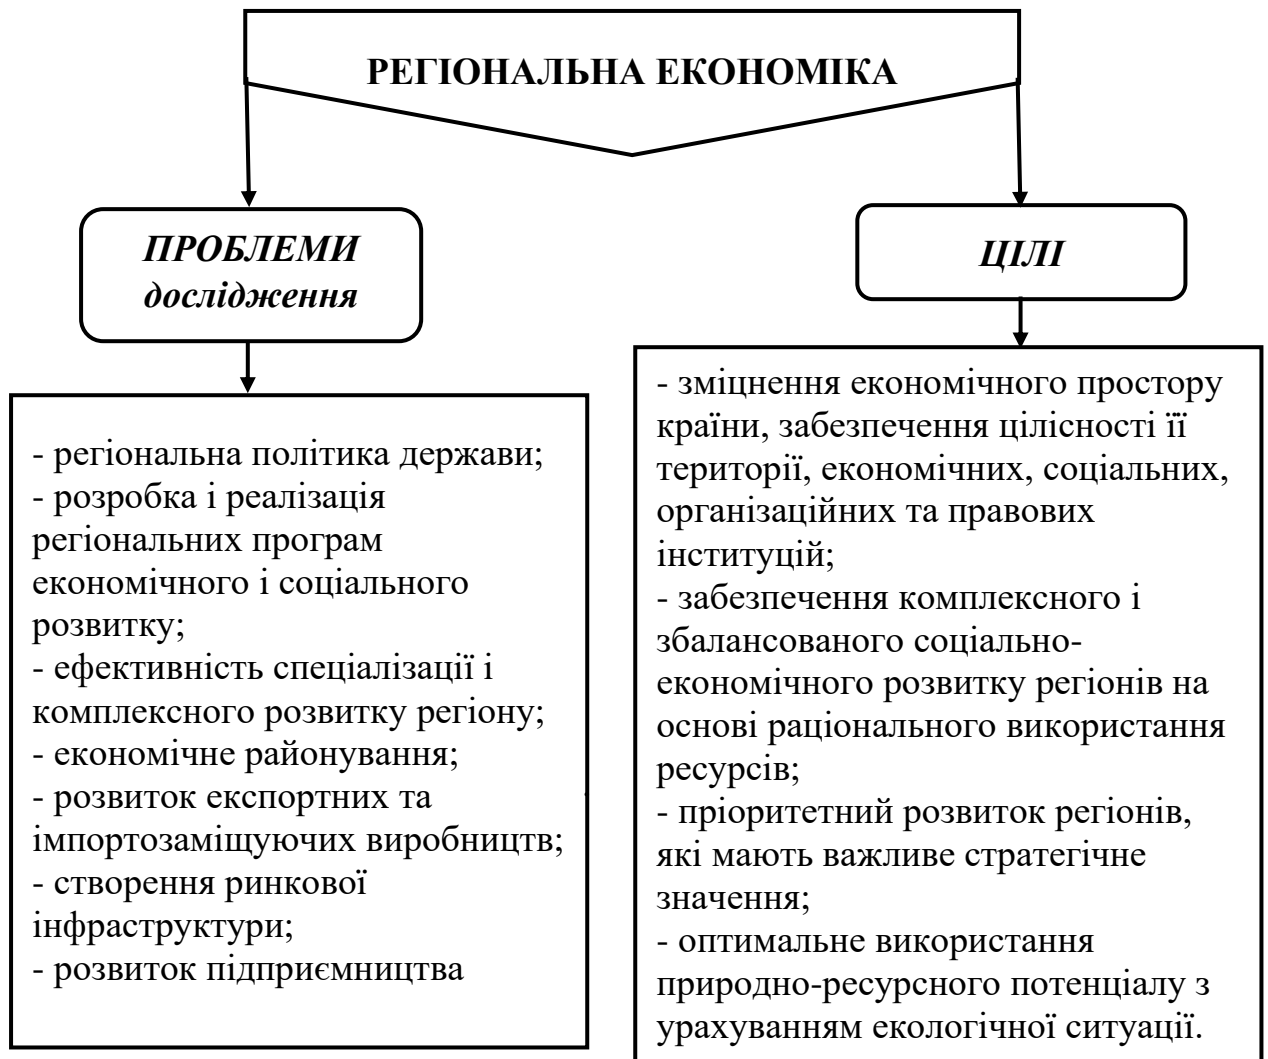 РЕГІОНАЛЬНА ЕКОНОМІКА
ПРОБЛЕМИ
дослідження
- регіональна політика держави;
- розробка і реалізація
регіональних програм
економічного і соціального
розвитку;
- ефективність спеціалізації і
комплексного розвитку регіону;
- економічне районування;
- розвиток експортних та
імпортозаміщуючих виробництв;
- створення ринкової
інфраструктури;
- розвиток підприємництва
ЦІЛІ
- зміцнення економічного простору
країни, забезпечення цілісності її
території, економічних, соціальних,
організаційних та правових
інституцій;
- забезпечення комплексного і
збалансованого соціально-
економічного розвитку регіонів на
основі раціонального використання
ресурсів;
- пріоритетний розвиток регіонів,
які мають важливе стратегічне
значення;
- оптимальне використання
природно-ресурсного потенціалу з
урахуванням екологічної ситуації.